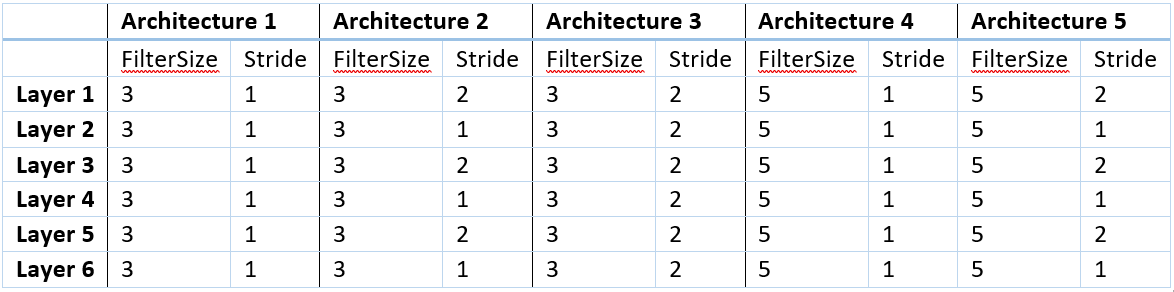 Architecture 1 Architecture 2 Architecture 3 Architecture 4 Architecture 5
FilterSize Stride FilterSize Stride FilterSize Stride FilterSize Stride FilterSize Stride
Layer 1 3 1 3 2 3 2 5 1 5 2
Layer 2 3 1 3 1 3 2 5 1 5 1
Layer 3 3 1 3 2 3 2 5 1 5 2
Layer 4 3 1 3 1 3 2 5 1 5 1
Layer 5 3 1 3 2 3 2 5 1 5 2
Layer 6 3 1 3 1 3 2 5 1 5 1